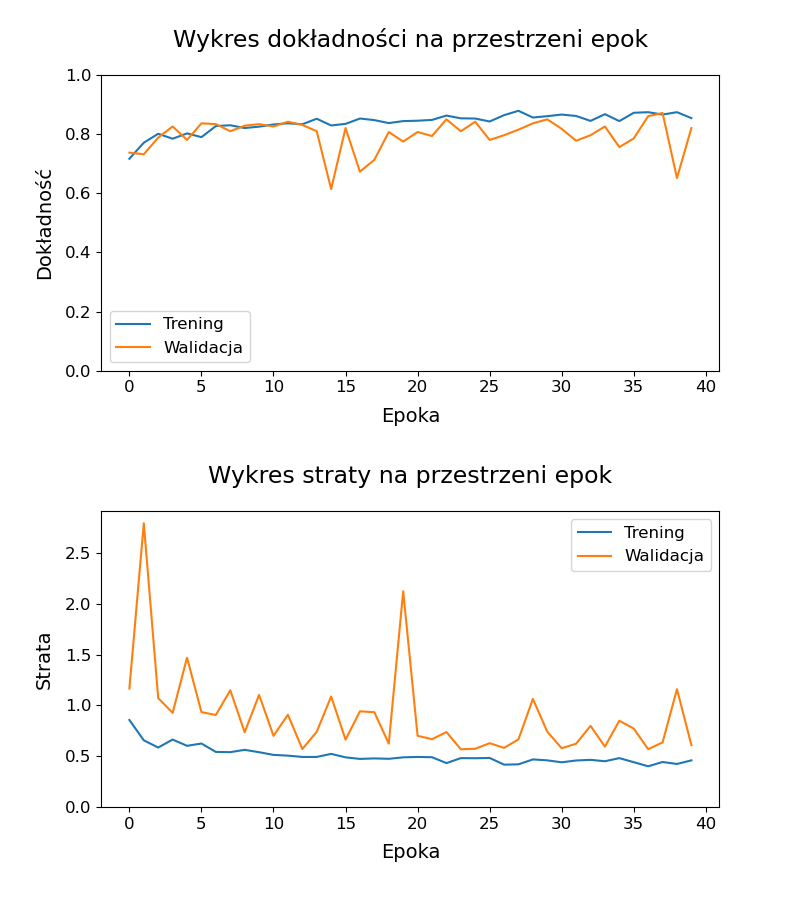 Wykres dokładności na przestrzeni epok
1.0
0.8
0.6
0.4
0.2
0.0
Dokładność
Trening
Walidacja
0 5 10 15 20 25 30 35 40
Epoka
Wykres straty na przestrzeni epok
2.5
2.0
1.5
1.0
0.5
0.0
Strata
Trening
Walidacja
0 5 10 15 20 25 30 35 40
Epoka